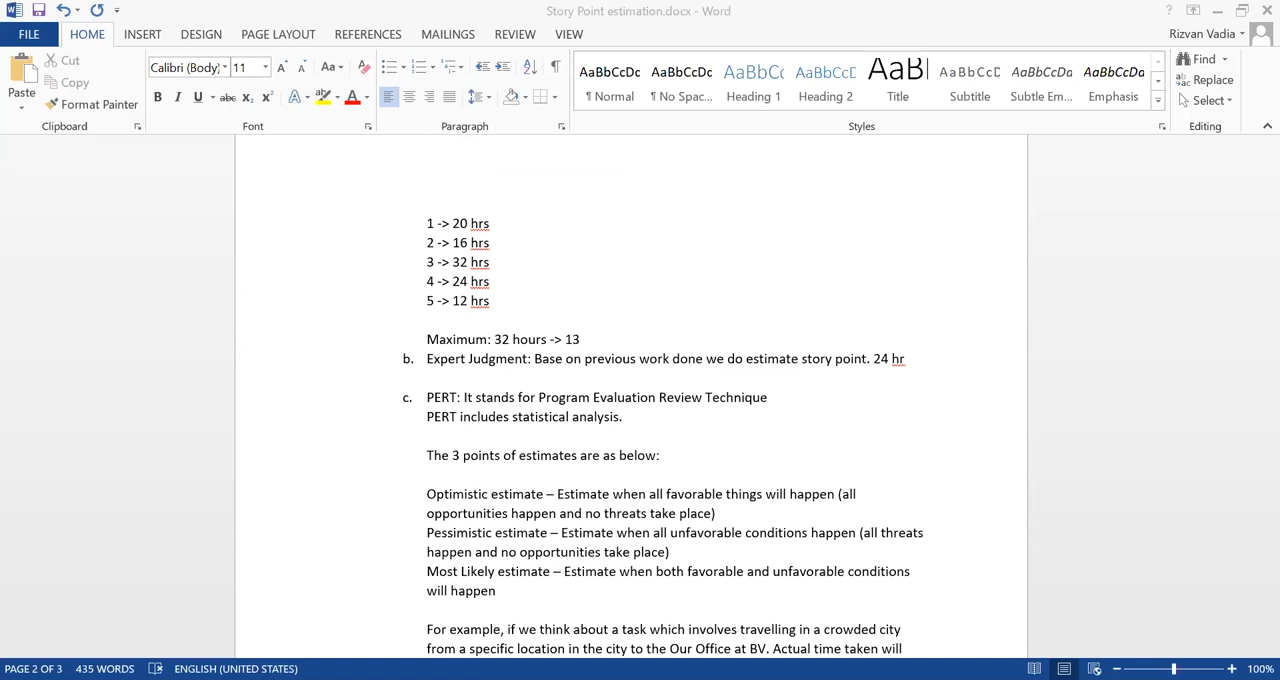 Story Point estimation.docx - Word
Rizvan Vadia
FILE HOME INSERT DESIGN PAGE LAYOUT REFERENCES MAILINGS REVIEW VIEW
Paste
Cut
Copy
Format Painter
Clipboard
Calibri (Body) 11
Font
Paragraph
AaBbCcDc AaBbCcDc AaBbCc AaBbCcD AaBl AaBbCcD AaBbCcDa AaBbCcDa
¶ Normal ¶ No Spac... Heading 1 Heading 2 Title Subtitle Subtle Em... Emphasis
Styles
Find
Replace
Select
Editing
1 -> 20 hrs
2 -> 16 hrs
3 -> 32 hrs
4 -> 24 hrs
5 -> 12 hrs
Maximum: 32 hours -> 13
b. Expert Judgment: Base on previous work done we do estimate story point. 24 hr
c. PERT: It stands for Program Evaluation Review Technique
PERT includes statistical analysis.
The 3 points of estimates are as below:
Optimistic estimate – Estimate when all favorable things will happen (all
opportunities happen and no threats take place)
Pessimistic estimate – Estimate when all unfavorable conditions happen (all threats
happen and no opportunities take place)
Most Likely estimate – Estimate when both favorable and unfavorable conditions
will happen
For example, if we think about a task which involves travelling in a crowded city
from a specific location in the city to the Our Office at BV. Actual time taken will
PAGE 2 OF 3 435 WORDS ENGLISH (UNITED STATES) 100%